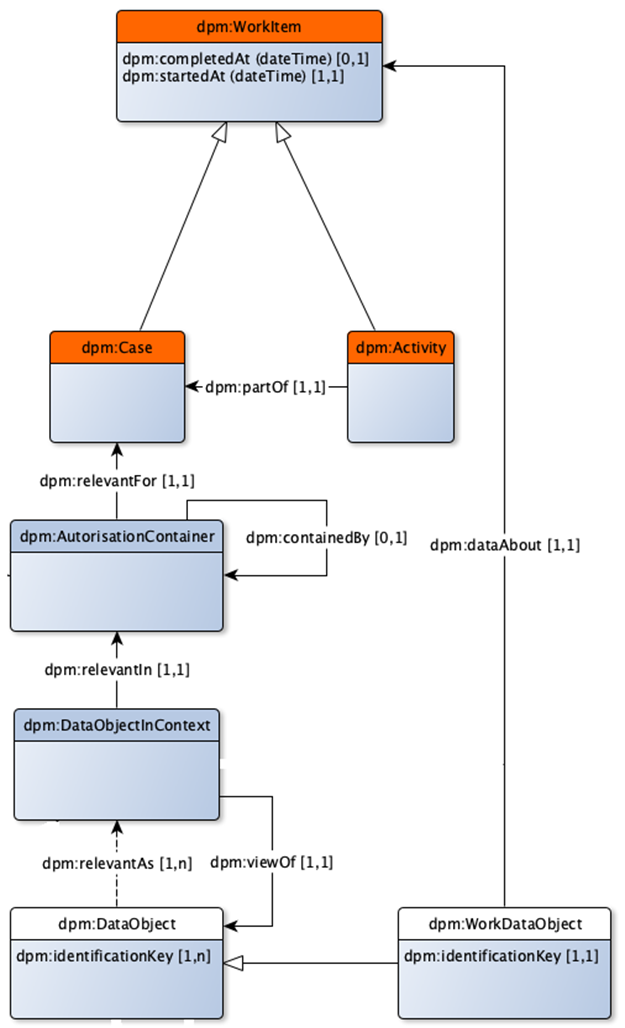 dpm:WorkItem
dpm:completedAt (dateTime) [0,1]
dpm:startedAt (dateTime) [1,1]
dpm:Case
dpm:Activity
dpm:partOf [1,1]
dpm:relevantFor [1,1]
dpm:AutorisationContainer
dpm:containedBy [0,1]
dpm:dataAbout [1,1]
dpm:relevantIn [1,1]
dpm:DataObjectInContext
dpm:relevantAs [1,n]
dpm:viewOf [1,1]
dpm:DataObject
dpm:identificationKey [1,n]
dpm:WorkDataObject
dpm:identificationKey [1,1]